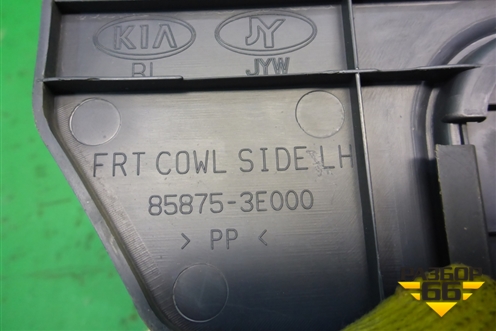 KIA JY
BL JYW
FRT COWL SIDE LH
85875-3E000
> PP <
РАЗБОР
66